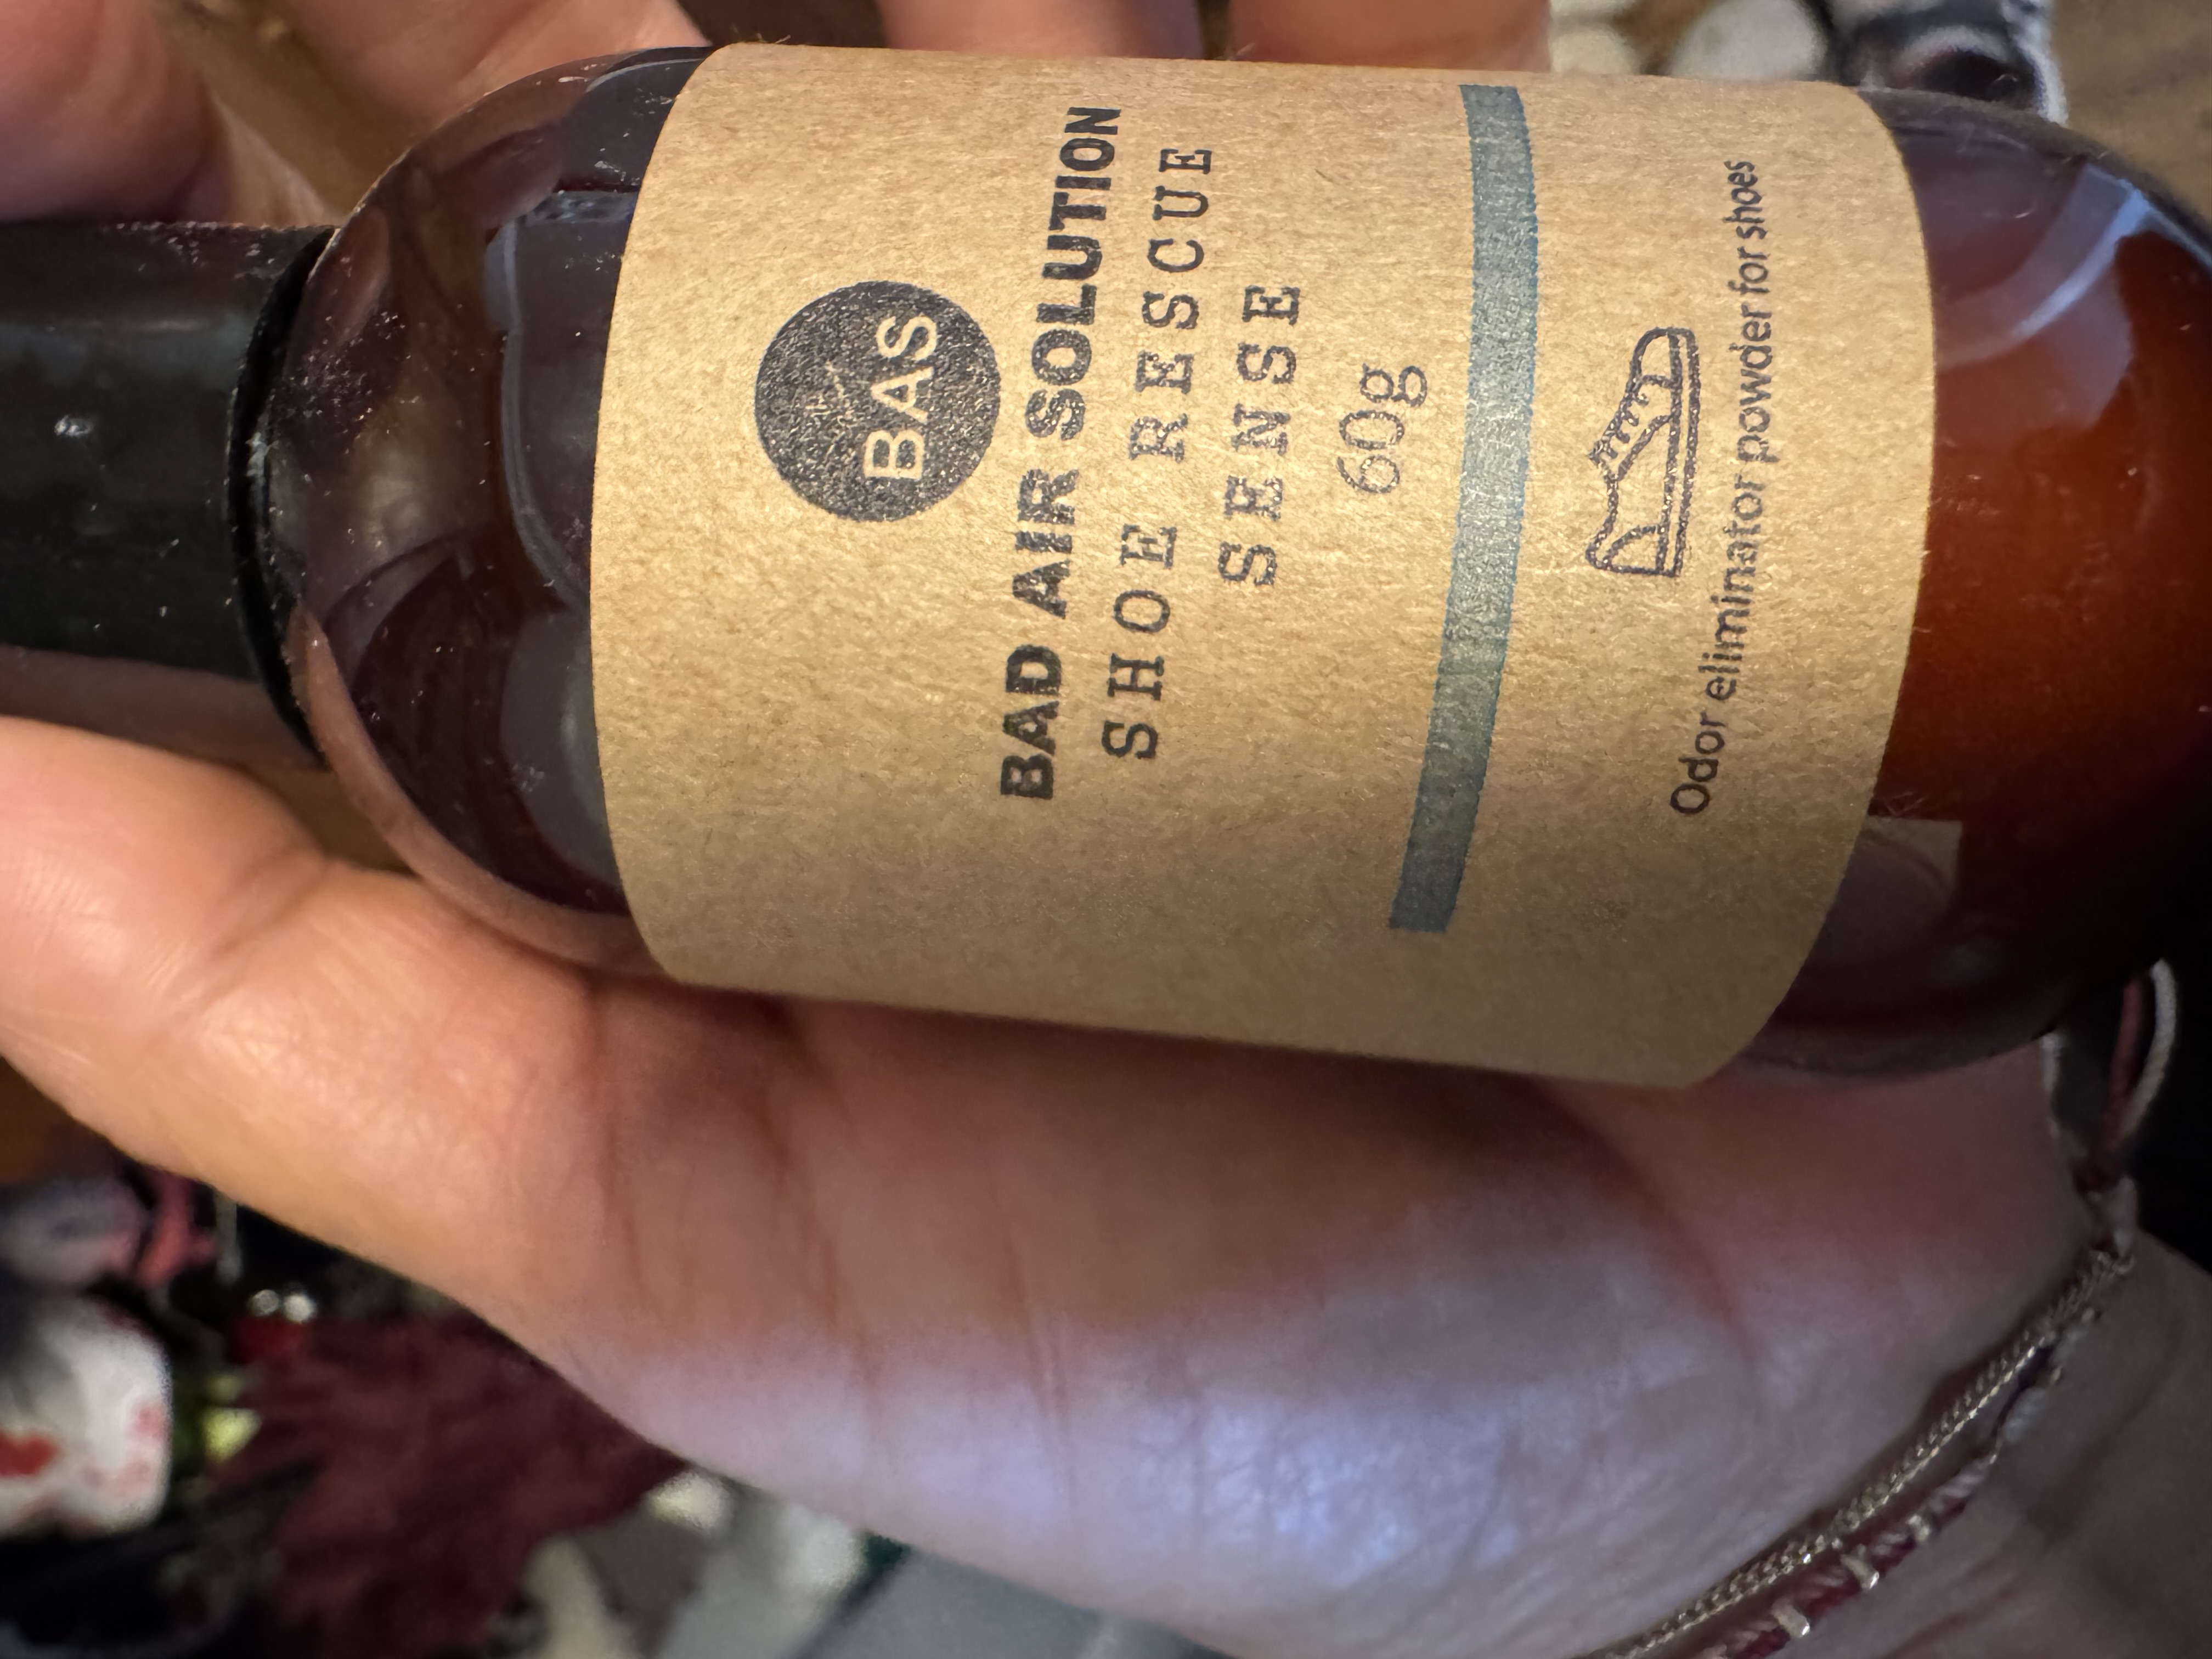 BAS
BAD AIR SOLUTION
SHOE RESCUE
SENSE
60g
Odor eliminator powder for shoes